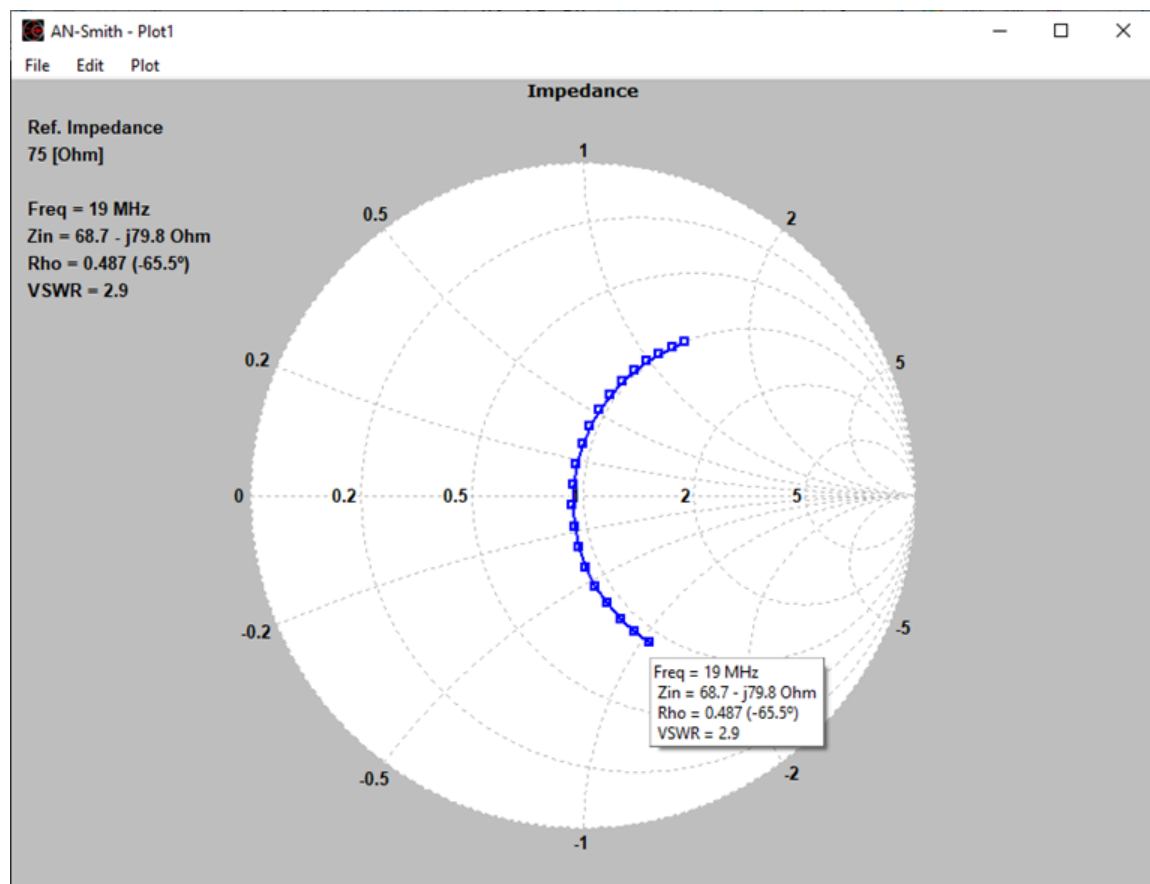 AN-Smith - Plot1
File Edit Plot
Impedance
Ref. Impedance
75 [Ohm]
Freq = 19 MHz
Zin = 68.7 - j79.8 Ohm
Rho = 0.487 (-65.5º)
VSWR = 2.9
1
0.5
2
0.2
5
0
0.2
0.5
1
2
5
-0.2
-5
Freq = 19 MHz
Zin = 68.7 - j79.8 Ohm
Rho = 0.487 (-65.5º)
VSWR = 2.9
-0.5
-2
-1